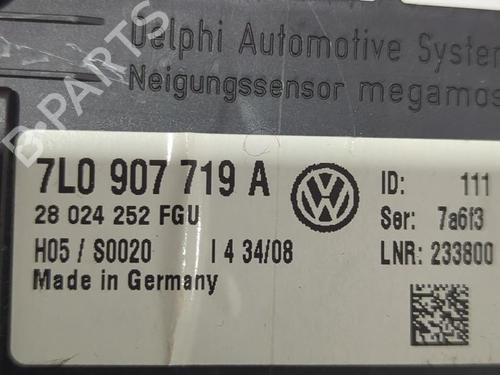 Delphi Automotive System
Neigungssensor megamos
7L0 907 719 A
28 024 252 FGU
H05 / S0020 I 4 34/08
Made in Germany
ID: 111
Ser: 7a6f3
LNR: 233800
B-PARTS